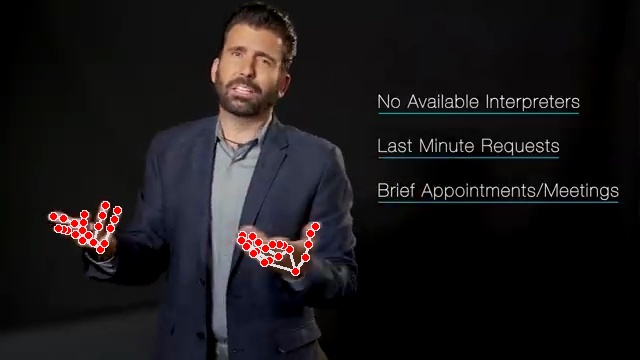 No Available Interpreters
Last Minute Requests
Brief Appointments/Meetings